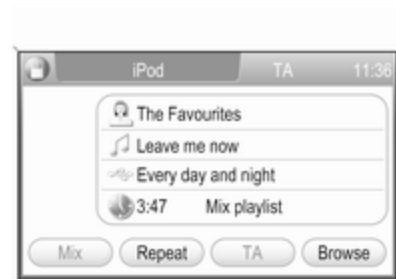 iPod TA 11:36
The Favourites
Leave me now
Every day and night
3:47 Mix playlist
Mix Repeat TA Browse